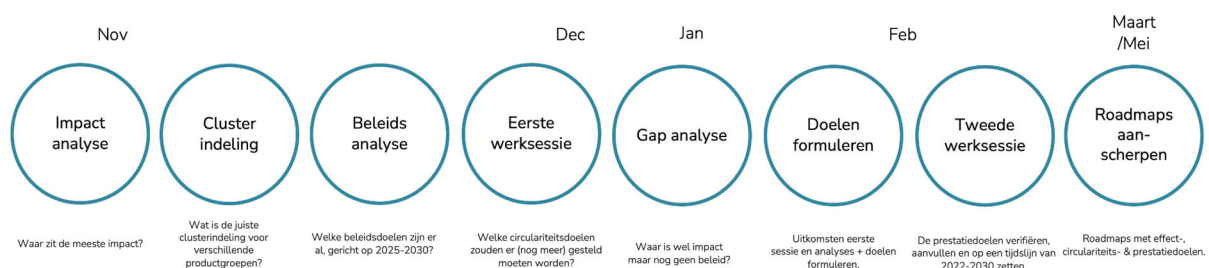 Nov
Dec
Jan
Feb
Maart
/Mei
Impact
analyse
Cluster
indeling
Beleids
analyse
Eerste
werksessie
Gap analyse
Doelen
formuleren
Tweede
werksessie
Roadmaps
aan-
scherpen
Waar zit de meeste impact?
Wat is de juiste
clusterindeling voor
verschillende
productgroepen?
Welke beleidsdoelen zijn er
al, gericht op 2025-2030?
Welke circulariteitsdoelen
zouden er (nog meer) gesteld
moeten worden?
Waar is wel impact
maar nog geen beleid?
Uitkomsten eerste
sessie en analyses + doelen
formuleren.
De prestatiedoelen verifiëren,
aanvullen en op een tijdslijn van
2022-2030 zetten
Roadmaps met effect-,
circulariteits- & prestatiedoelen.